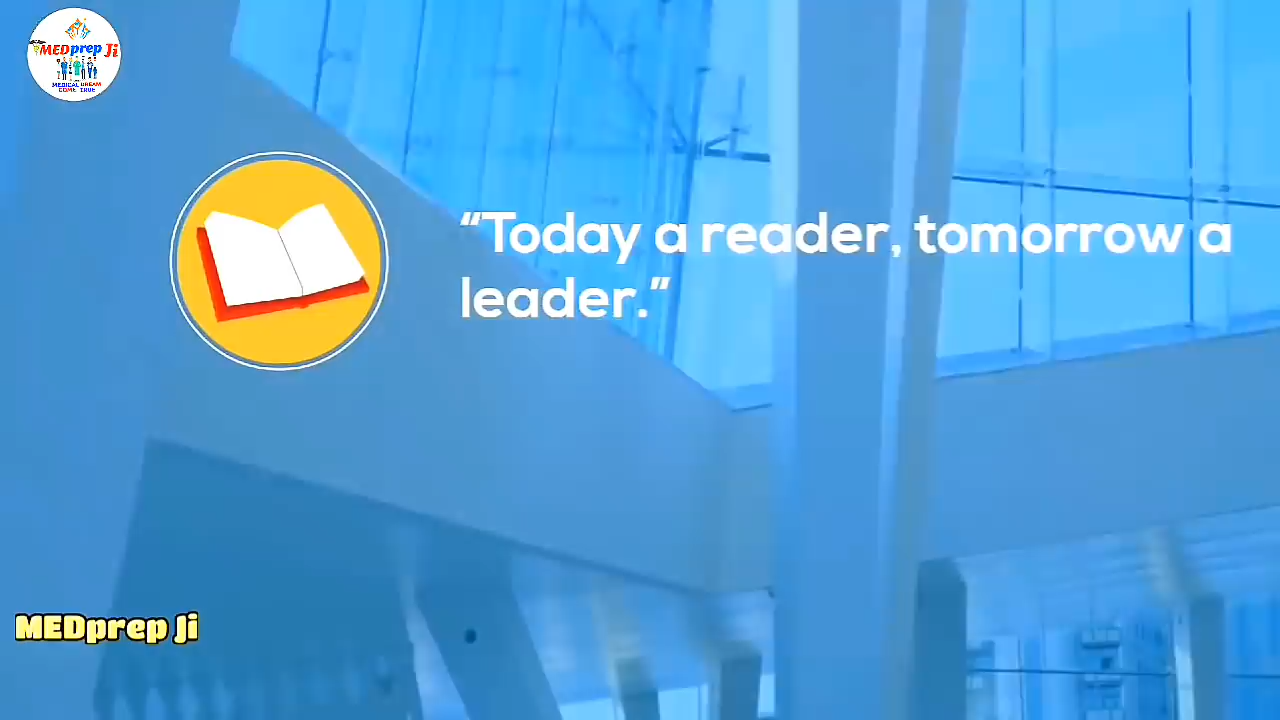 MEDprep Ji
MEDICAL DREAM
COME TRUE
“Today a reader, tomorrow a
leader.”
MEDprep Ji